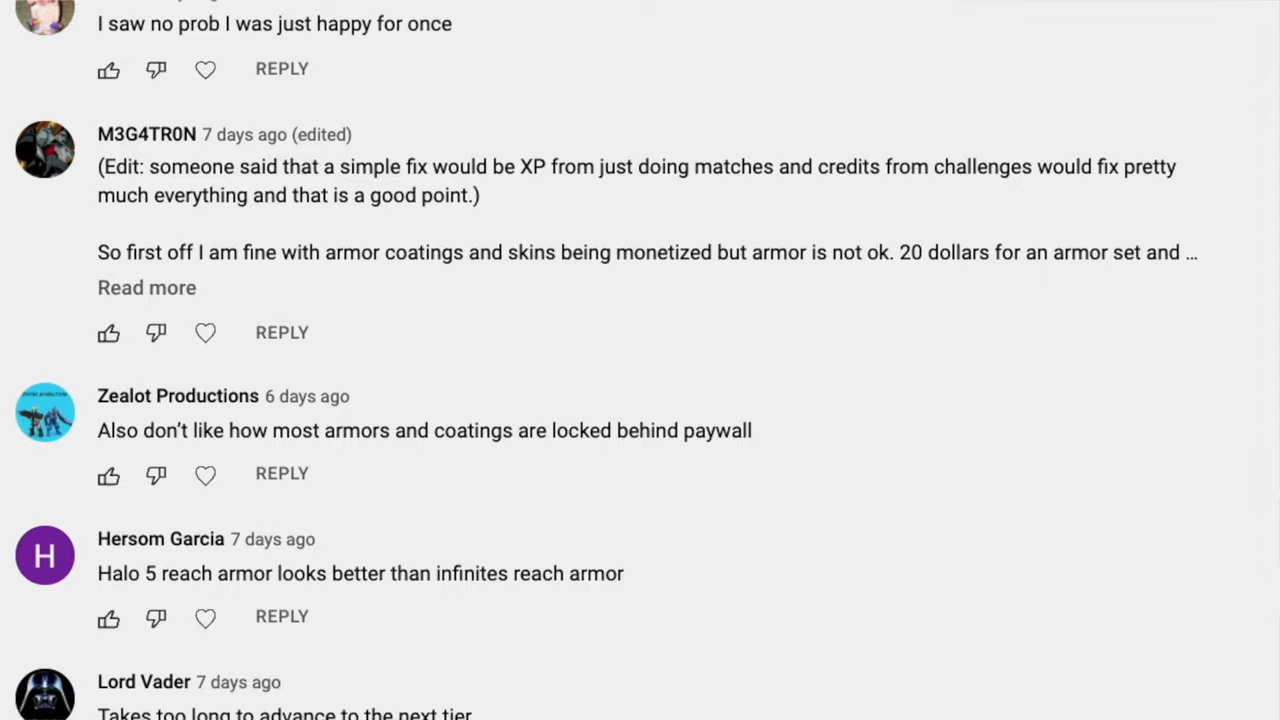 I saw no prob I was just happy for once
REPLY
M3G4TR0N 7 days ago (edited)
(Edit: someone said that a simple fix would be XP from just doing matches and credits from challenges would fix pretty
much everything and that is a good point.)
So first off I am fine with armor coatings and skins being monetized but armor is not ok. 20 dollars for an armor set and ...
Read more
REPLY
Zealot Productions 6 days ago
Also don’t like how most armors and coatings are locked behind paywall
REPLY
H
Hersom Garcia 7 days ago
Halo 5 reach armor looks better than infinites reach armor
REPLY
Lord Vader 7 days ago
Takes too long to advance to the next tier